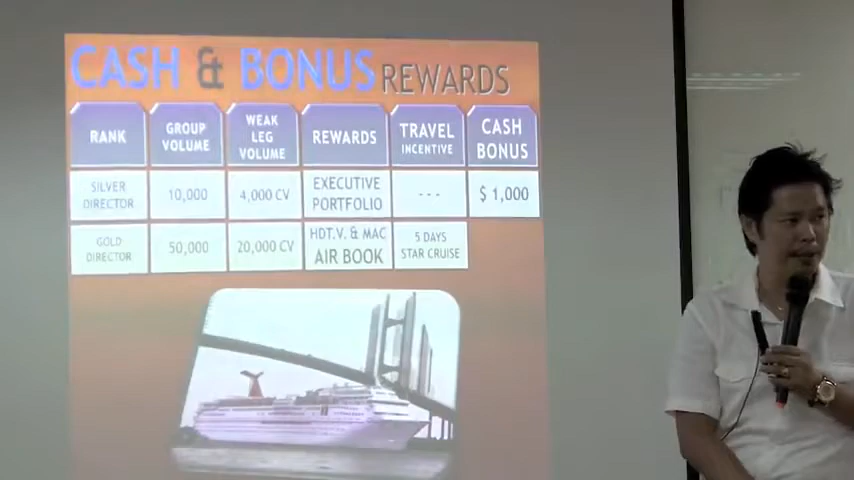 CASH & BONUS REWARDS
RANK
GROUP
VOLUME
WEAK
LEG
VOLUME
REWARDS
TRAVEL
INCENTIVE
CASH
BONUS
SILVER
DIRECTOR
10,000
4,000 CV
EXECUTIVE
PORTFOLIO
---
$ 1,000
GOLD
DIRECTOR
50,000
20,000 CV
HDT.V. & MAC
AIR BOOK
5 DAYS
STAR CRUISE